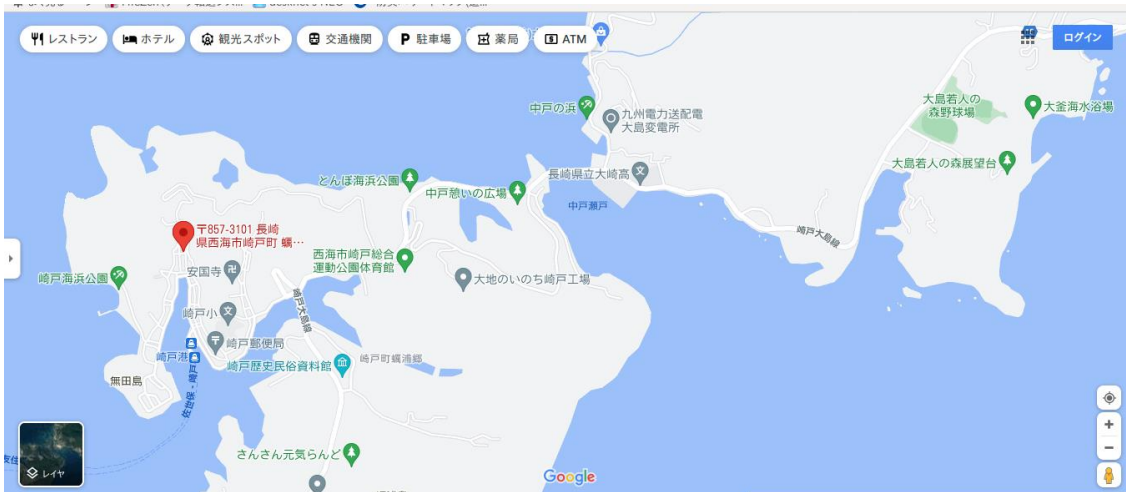 レストラン
ホテル
観光スポット
交通機関
駐車場
薬局
ATM
ログイン
中戸の浜
九州電力送配電
大島変電所
大島若人の
森野球場
大釜海水浴場
大島若人の森展望台
長崎県立大崎高
とんぼ海浜公園
中戸憩いの広場
中戸瀬戸
崎戸大島線
〒857-3101 長崎
県西海市崎戸町 蠣…
西海市崎戸総合
運動公園体育館
安国寺
崎戸海浜公園
大地のいのち崎戸工場
崎戸小
崎戸大島線
崎戸郵便局
崎戸港
崎戸歴史民俗資料館
崎戸町蠣浦郷
無田島
佐世保・崎戸
さんさん元気らんど
レイヤ
Google